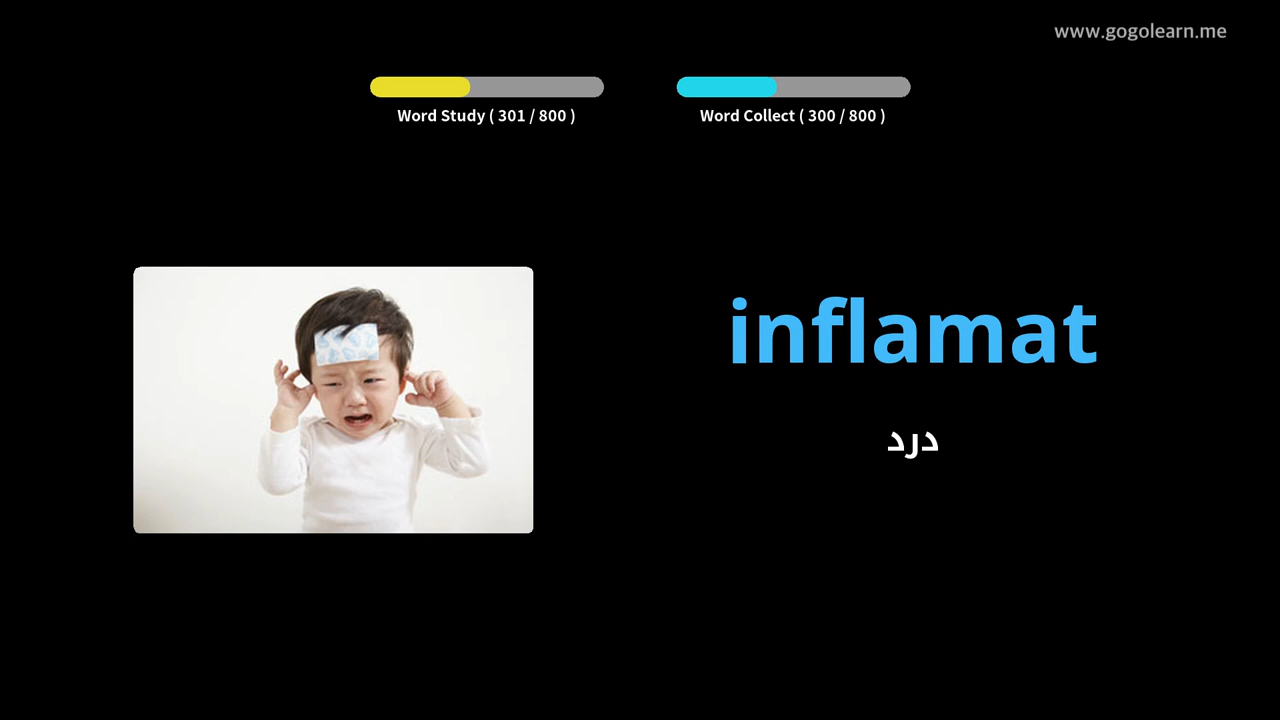 www.gogolearn.me
Word Study ( 301 / 800 )
Word Collect ( 300 / 800 )
inflamat
درد